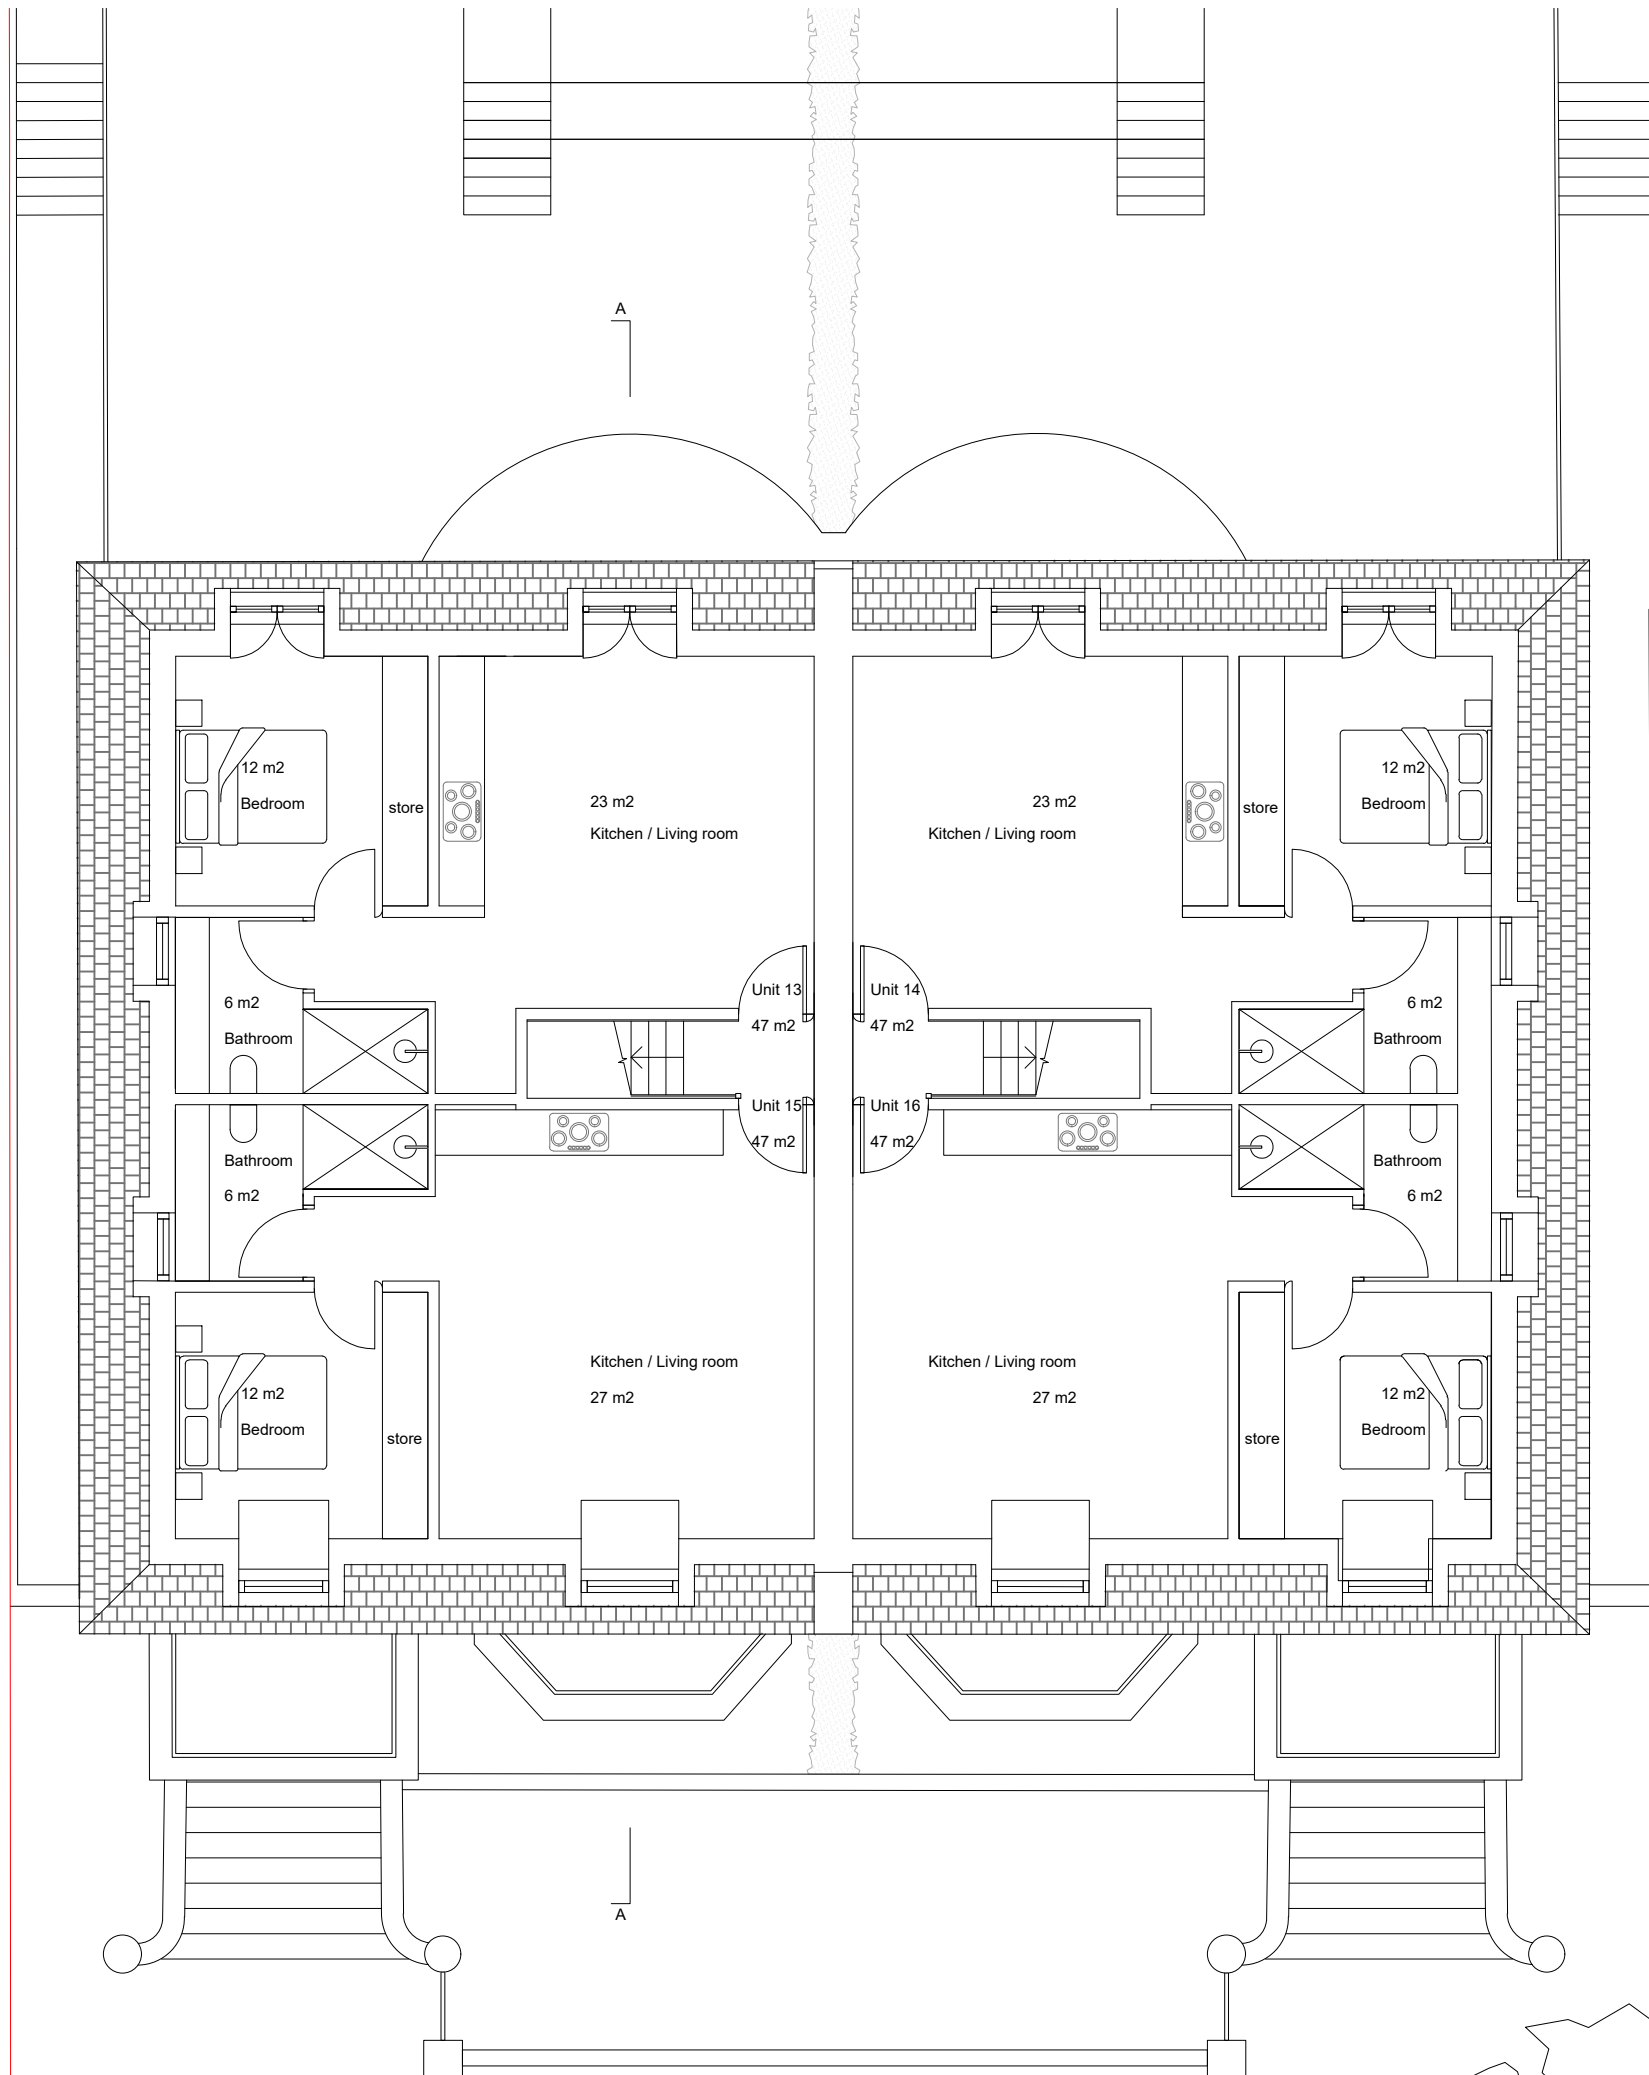 A
12 m2
Bedroom
store
23 m2
Kitchen / Living room
23 m2
Kitchen / Living room
store
12 m2
Bedroom
6 m2
Bathroom
Unit 13
47 m2
Unit 14
47 m2
6 m2
Bathroom
Bathroom
6 m2
Unit 15
47 m2
Unit 16
47 m2
Bathroom
6 m2
12 m2
Bedroom
store
Kitchen / Living room
27 m2
Kitchen / Living room
27 m2
store
12 m2
Bedroom
A